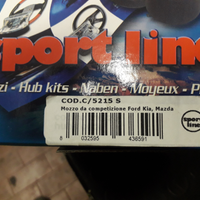 sport line
zi - Hub kits - Naben - Moyeux - P
COD.C/5215 S
Mozzo da competizione Ford Kia, Mazda
8 032595 436591
sport
line